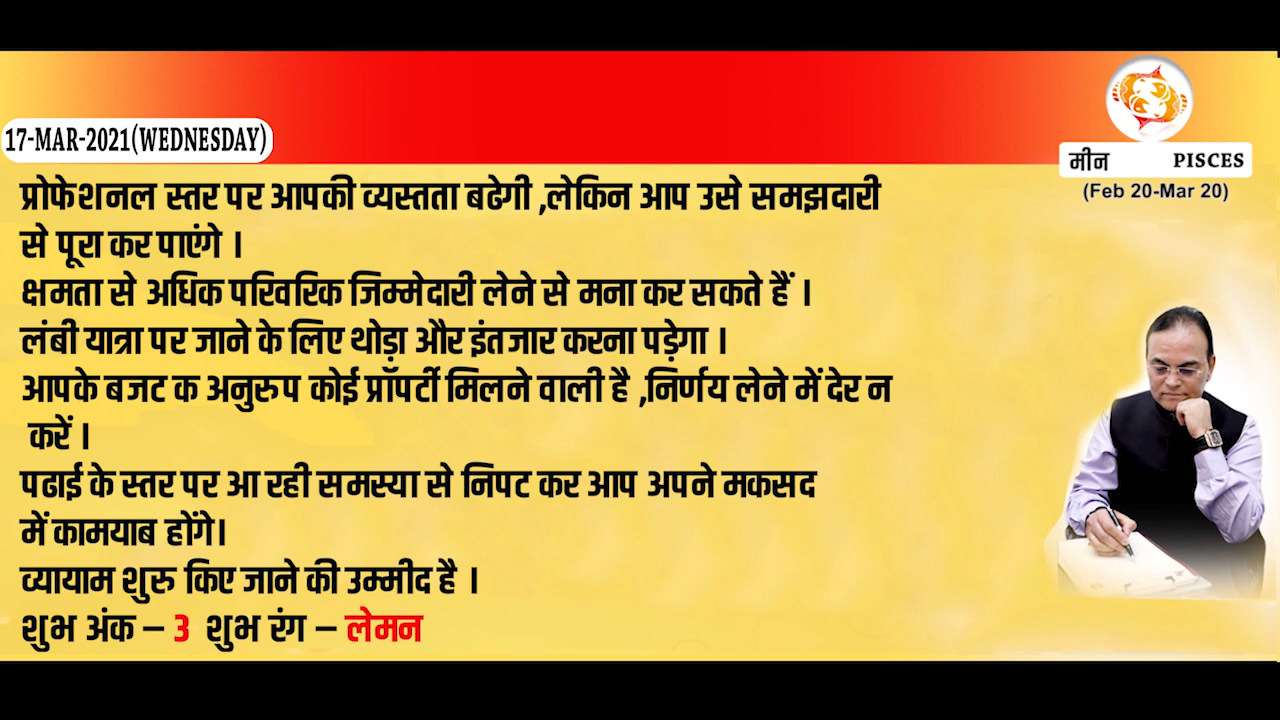 17-MAR-2021(WEDNESDAY)
मीन PISCES
(Feb 20-Mar 20)
प्रोफेशनल स्तर पर आपकी व्यस्तता बढेगी ,लेकिन आप उसे समझदारी
से पूरा कर पाएंगे ।
क्षमता से अधिक परिवरिक जिम्मेदारी लेने से मना कर सकते हैं ।
लंबी यात्रा पर जाने के लिए थोड़ा और इंतजार करना पड़ेगा ।
आपके बजट क अनुरुप कोई प्रॉपर्टी मिलने वाली है ,निर्णय लेने में देर न
करें ।
पढाई के स्तर पर आ रही समस्या से निपट कर आप अपने मकसद
में कामयाब होंगे।
व्यायाम शुरु किए जाने की उम्मीद है ।
शुभ अंक – 3 शुभ रंग – लेमन